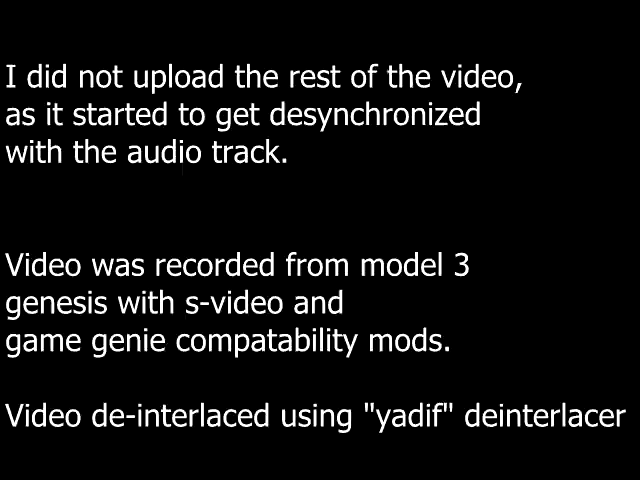 I did not upload the rest of the video,
as it started to get desynchronized
with the audio track.
Video was recorded from model 3
genesis with s-video and
game genie compatability mods.
Video de-interlaced using "yadif" deinterlacer